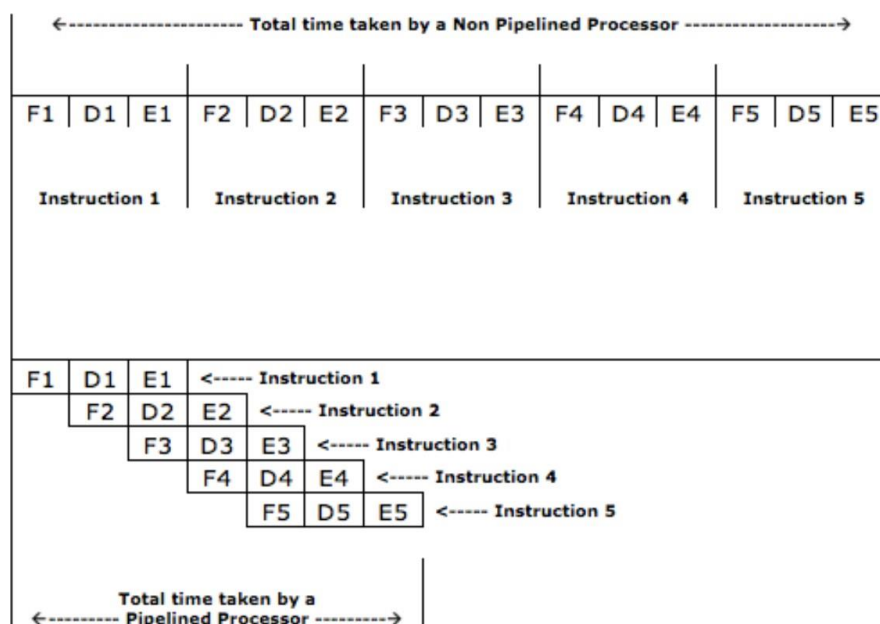 <---------------------- Total time taken by a Non Pipelined Processor ------------------->
F1 D1 E1 F2 D2 E2 F3 D3 E3 F4 D4 E4 F5 D5 E5
Instruction 1 Instruction 2 Instruction 3 Instruction 4 Instruction 5
F1 D1 E1 <----- Instruction 1
F2 D2 E2 <----- Instruction 2
F3 D3 E3 <----- Instruction 3
F4 D4 E4 <----- Instruction 4
F5 D5 E5 <----- Instruction 5
Total time taken by a
<--------- Pipelined Processor --------->